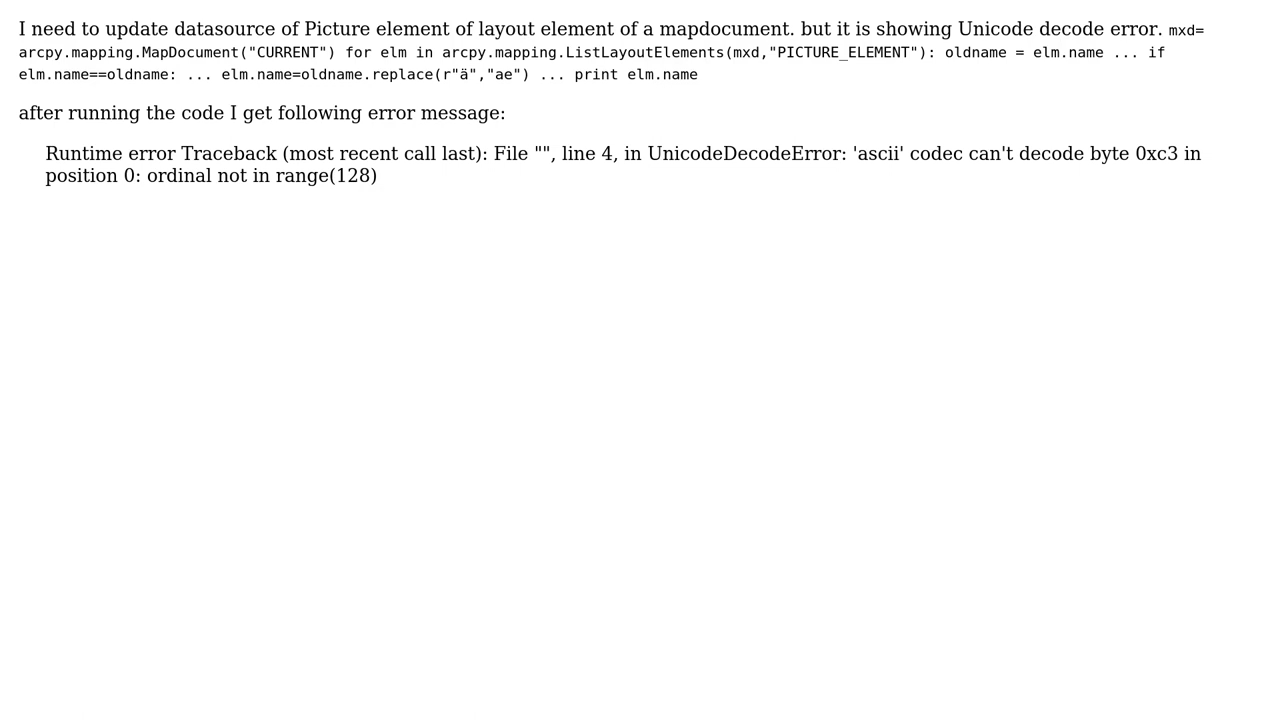 I need to update datasource of Picture element of layout element of a mapdocument. but it is showing Unicode decode error. mxd=
arcpy.mapping.MapDocument("CURRENT") for elm in arcpy.mapping.ListLayoutElements(mxd,"PICTURE_ELEMENT"): oldname = elm.name ... if
elm.name==oldname: ... elm.name=oldname.replace(r"ä","ae") ... print elm.name
after running the code I get following error message:
Runtime error Traceback (most recent call last): File "", line 4, in UnicodeDecodeError: 'ascii' codec can't decode byte 0xc3 in
position 0: ordinal not in range(128)